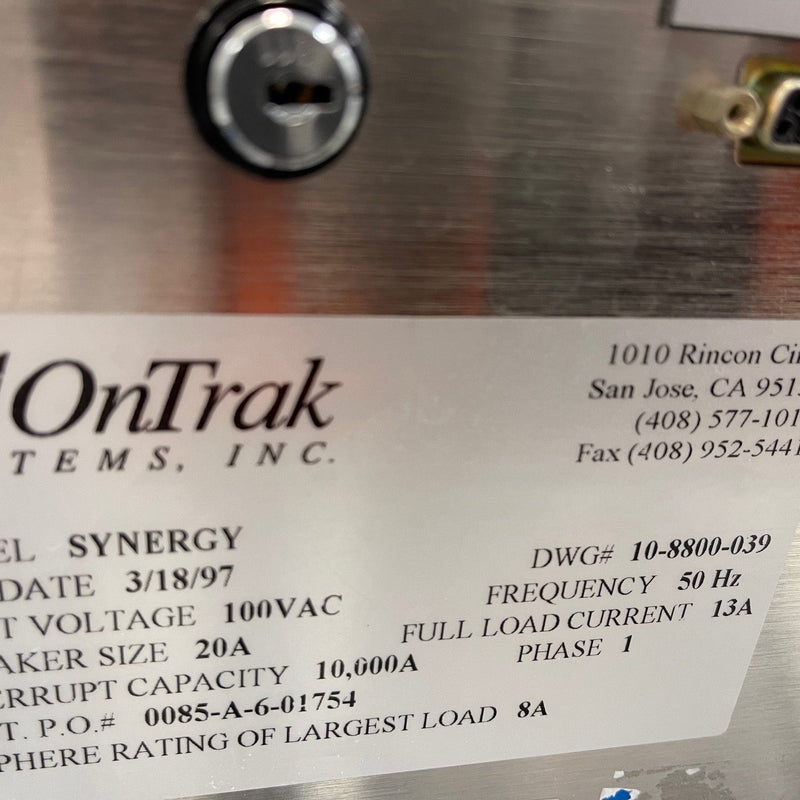 OnTrak
TEMS, INC.
1010 Rincon Cir
San Jose, CA 951
(408) 577-101
Fax (408) 952-5441
EL SYNERGY
DATE 3/18/97
T VOLTAGE 100VAC
AKER SIZE 20A
ERRUPT CAPACITY 10,000A
T. P.O.# 0085-A-6-01754
PHERE RATING OF LARGEST LOAD 8A
DWG# 10-8800-039
FREQUENCY 50 Hz
FULL LOAD CURRENT 13A
PHASE 1